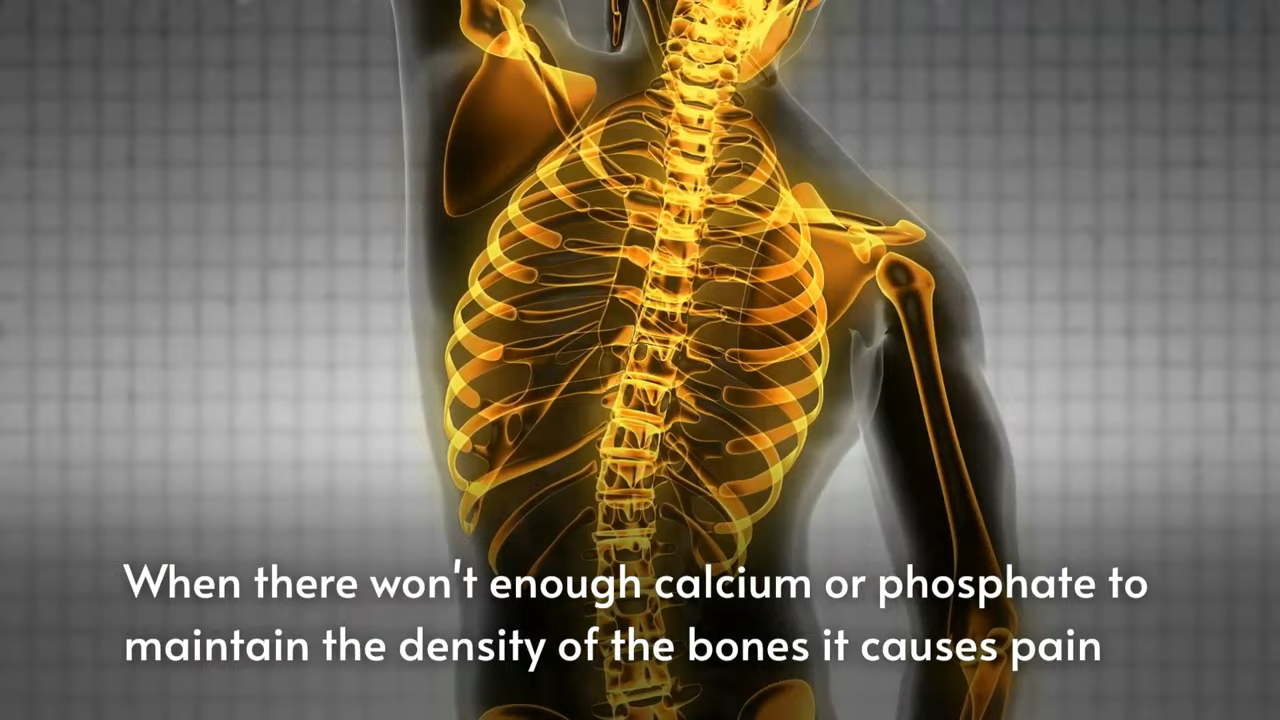 When there won't enough calcium or phosphate to
maintain the density of the bones it causes pain